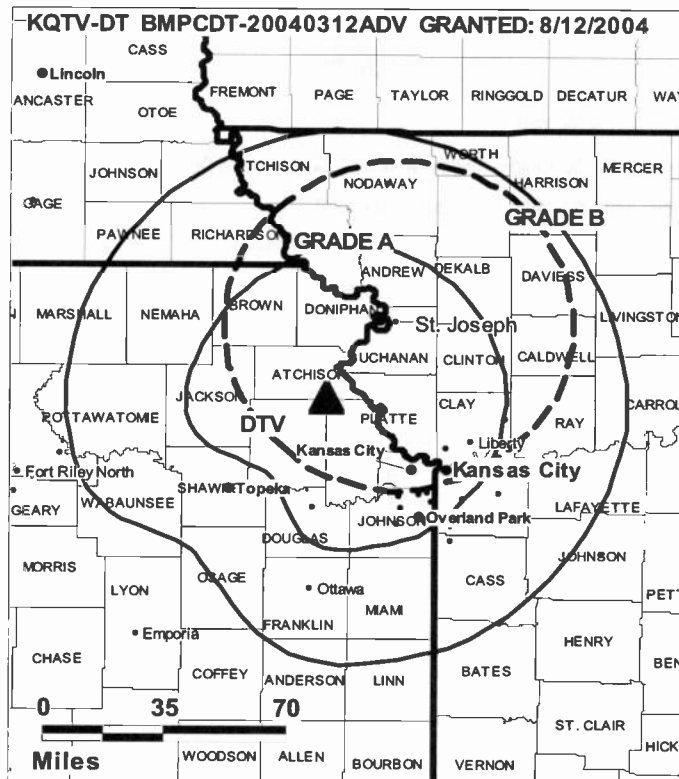 KQTV-DT BMPCDT-20040312ADV GRANTED: 8/12/2004
CASS
Lincoln
ANCASTER
OTOE
FREMONT
PAGE
TAYLOR
RINGGOLD
DECATUR
WAY
JOHNSON
TCHISON
NODAWAY
WORTH
HARRISON
MERCER
GAGE
PAWNEE
RICHARDSON
GRADE A
GRADE B
ANDREW
DEKALB
DAVIESS
MARSHALL
NEMAHA
BROWN
DONIPHAN
St. Joseph
LIVINGSTON
BUCHANAN
CLINTON
CALDWELL
ATCHISON
JACKSON
POTTAWATOME
DTV
PLATTE
CLAY
RAY
CARROL
Liberty
Kansas City
Kansas City
Fort Riley North
SHAWN
Topeka
GEARY
WABAUNSEE
LAFAYETTE
JOHNSON
Overland Park
DOUGLAS
MORRIS
OSAGE
JOHNSON
LYON
Ottawa
CASS
PETT
MIAMI
FRANKLIN
Emporia
HENRY
CHASE
COFFEY
BATES
BEN
ANDERSON
LINN
0 35 70
ST. CLAIR
HICK
Miles
WOODSON
ALLEN
BOURBON
VERNON